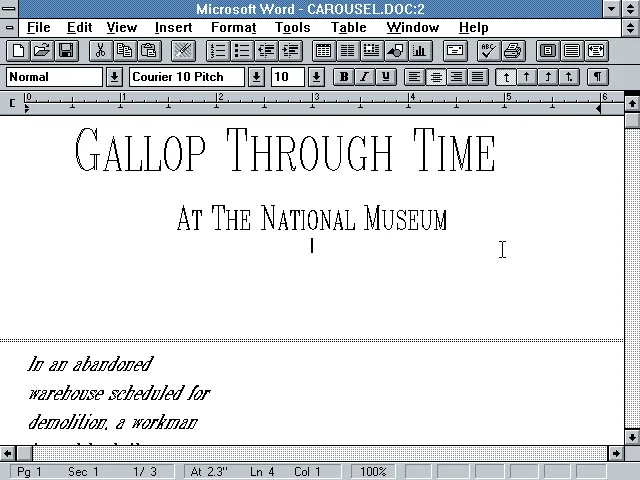 Microsoft Word - CAROUSEL.DOC:2
File Edit View Insert Format Tools Table Window Help
Normal Courier 10 Pitch 10 B I U
0 1 2 3 4 5 6
GALLOP THROUGH TIME
AT THE NATIONAL MUSEUM
In an abandoned
warehouse scheduled for
demolition, a workman
Pg 1 Sec 1 1/ 3 At 2.3" Ln 4 Col 1 100%